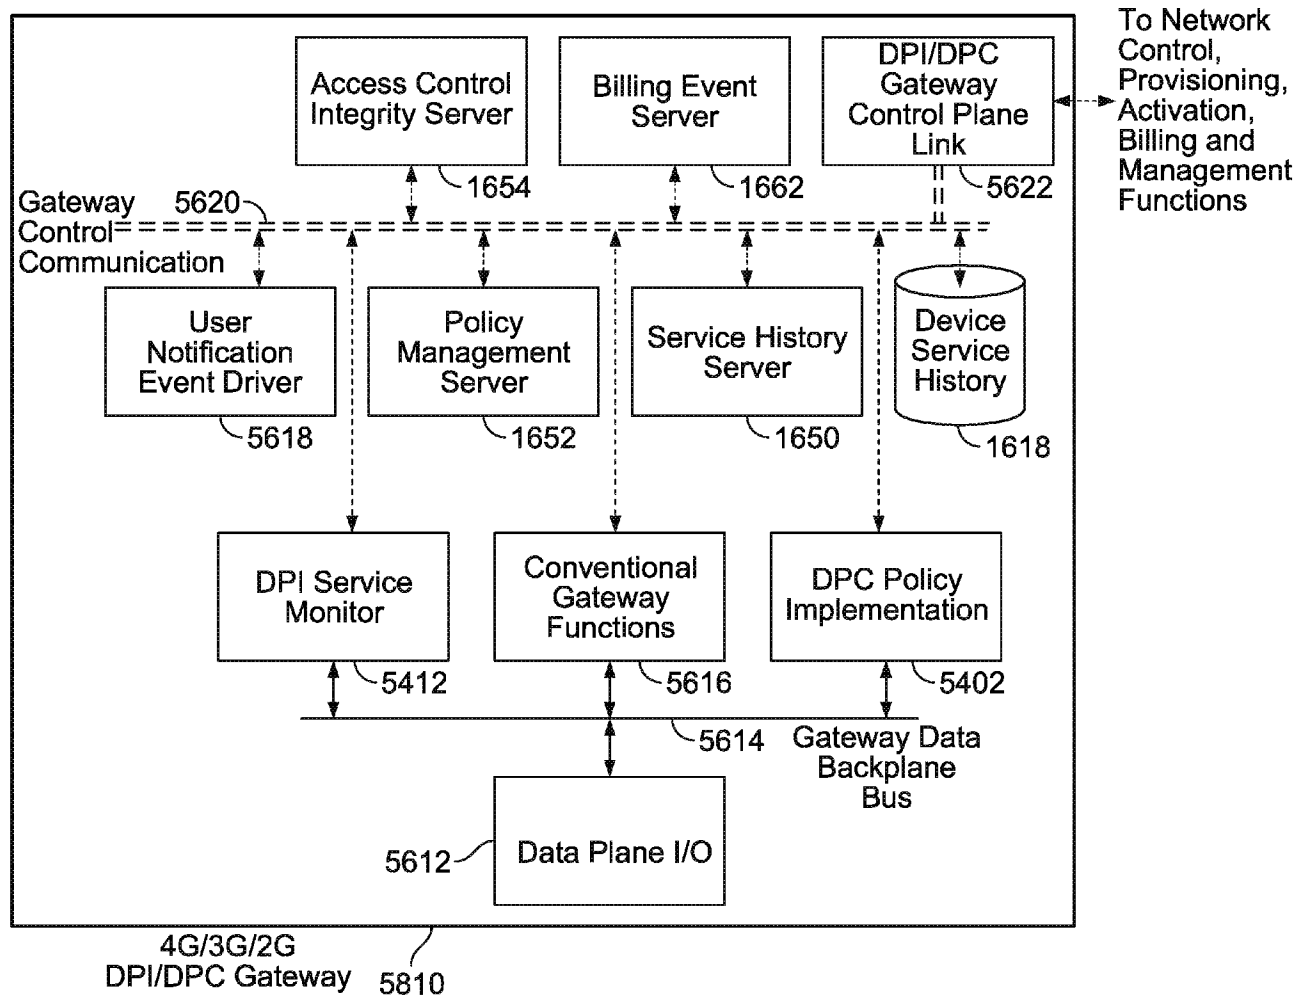 Access Control
Integrity Server
1654
Billing Event
Server
1662
DPI/DPC
Gateway
Control Plane
Link
5622
To Network
Control,
Provisioning,
Activation,
Billing and
Management
Functions
Gateway
Control
Communication
5620
User
Notification
Event Driver
5618
Policy
Management
Server
1652
Service History
Server
1650
Device
Service
History
1618
DPI Service
Monitor
5412
Conventional
Gateway
Functions
5616
DPC Policy
Implementation
5402
5614
Gateway Data
Backplane
Bus
5612
Data Plane I/O
4G/3G/2G
DPI/DPC Gateway
5810